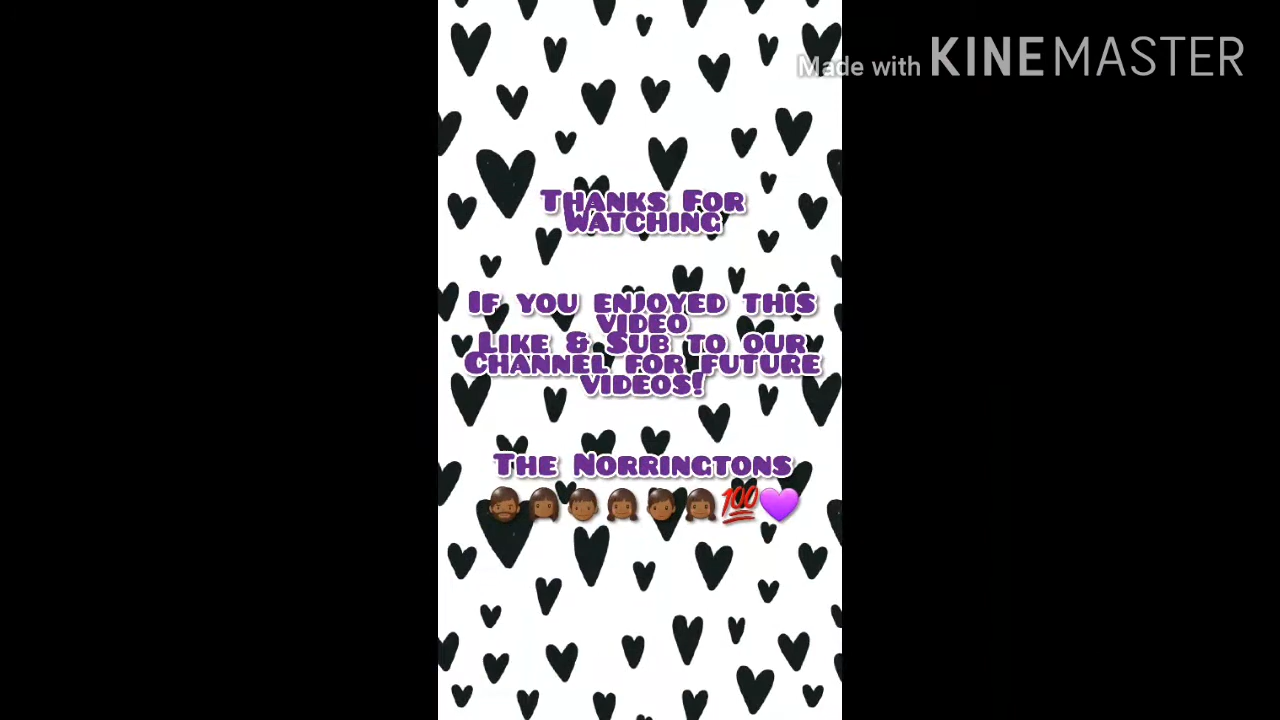 Made with KINEMASTER
Thanks For
Watching
If you enjoyed this
video
Like & Sub to our
Channel for future
videos!
The Norringtons
💯💜